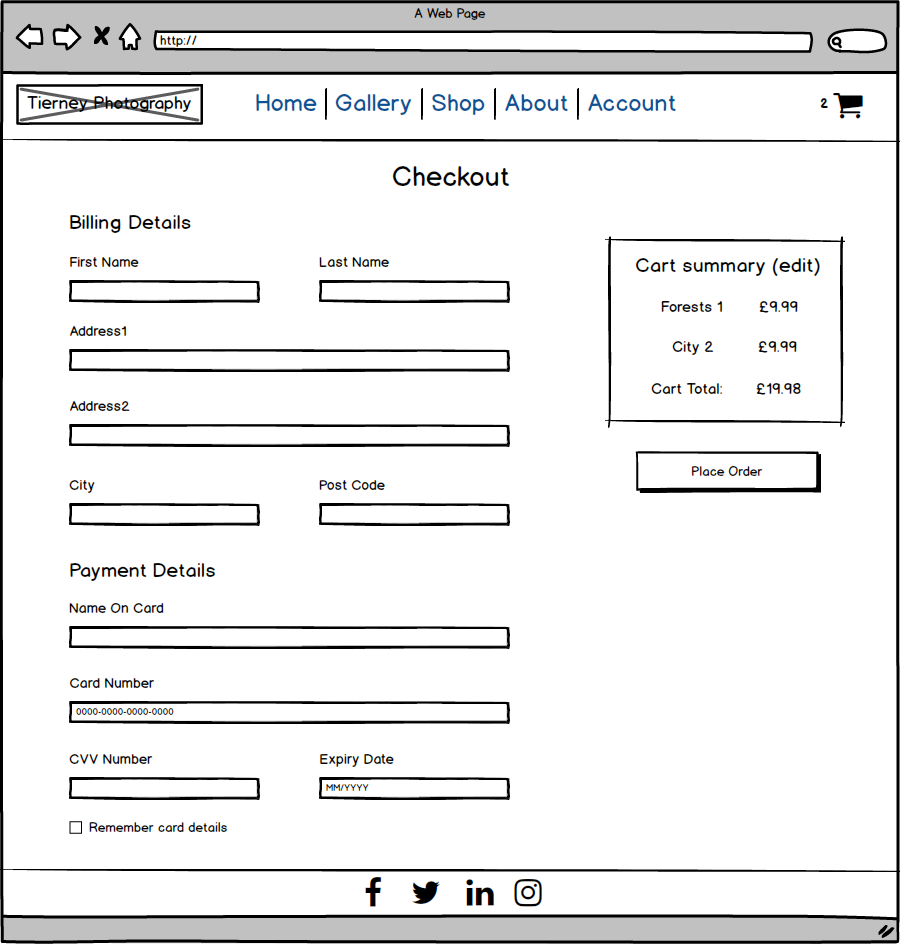 A Web Page
http://
Tierney Photography
Home Gallery Shop About Account
2
Checkout
Billing Details
First Name Last Name
Address1
Address2
City Post Code
Cart summary (edit)
Forests 1 £9.99
City 2 £9.99
Cart Total: £19.98
Place Order
Payment Details
Name On Card
Card Number
0000-0000-0000-0000
CVV Number Expiry Date
MM/YYYY
Remember card details